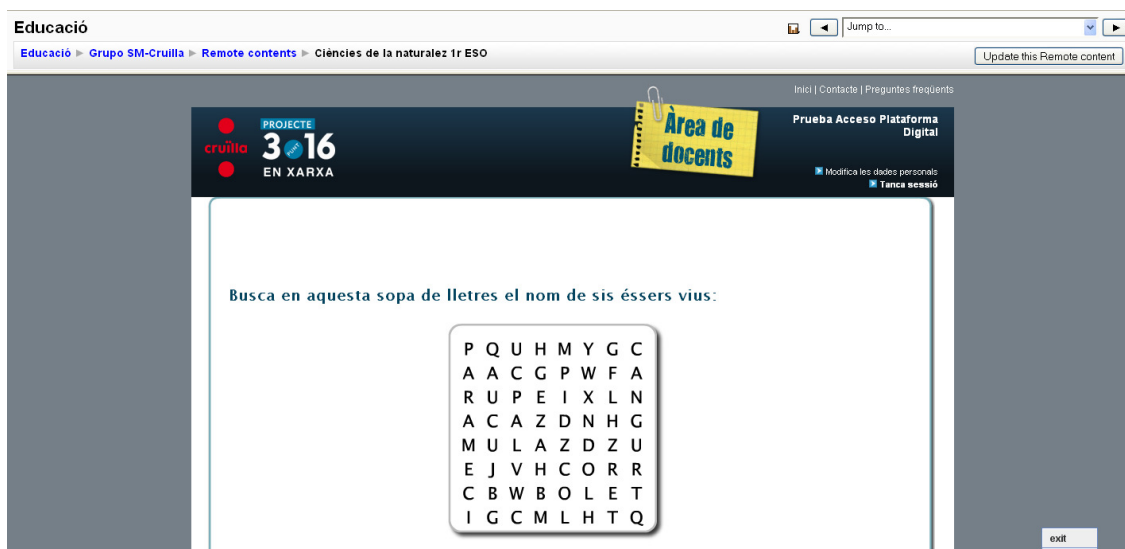 Educació
Jump to...
Educació ► Grupo SM-Cruilla ► Remote contents ► Ciències de la naturalez 1r ESO
Update this Remote content
Inici | Contacte | Preguntes freqüents
cruïlla
PROJECTE
3 PUNT 16
EN XARXA
Àrea de
docents
Prueba Acceso Plataforma
Digital
Modifica les dades personals
Tanca sessió
Busca en aquesta sopa de lletres el nom de sis éssers vius:
P Q U H M Y G C
A A C G P W F A
R U P E I X L N
A C A Z D N H G
M U L A Z D Z U
E J V H C O R R
C B W B O L E T
I G C M L H T Q
exit